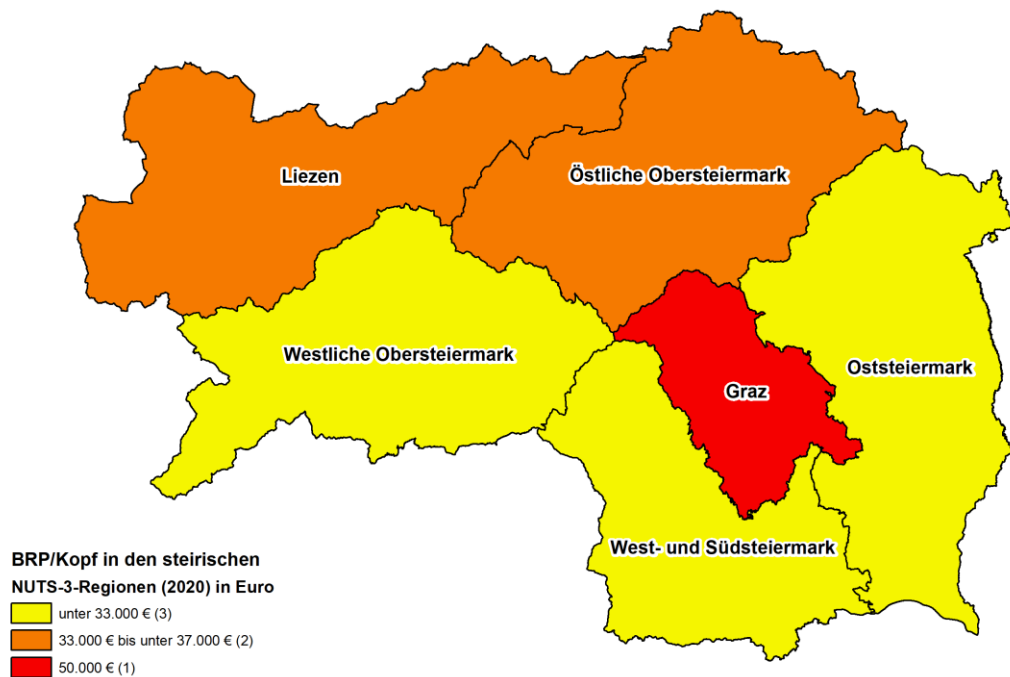 Liezen
Östliche Obersteiermark
Westliche Obersteiermark
Oststeiermark
Graz
West- und Südsteiermark
BRP/Kopf in den steirischen
NUTS-3-Regionen (2020) in Euro
unter 33.000 € (3)
33.000 € bis unter 37.000 € (2)
50.000 € (1)